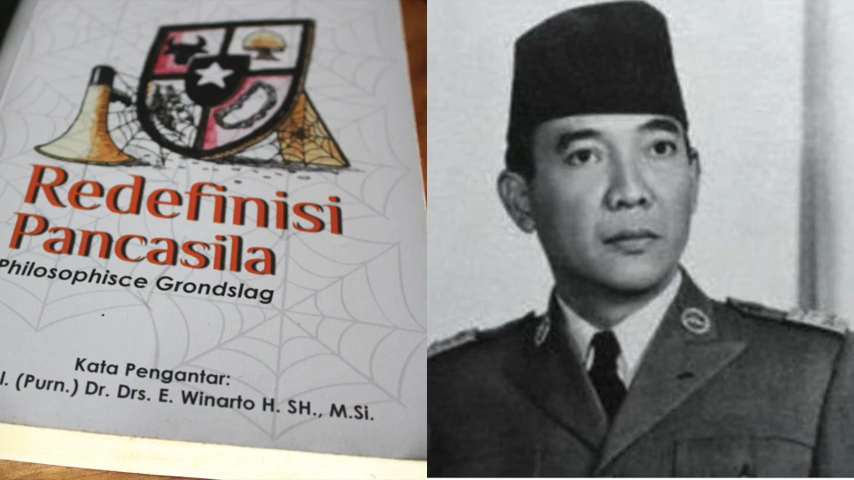 Redefinisi
Pancasila
Philosophisce Grondslag
Kata Pengantar:
(Purn.) Dr. Drs. E. Winarto H. SH., M.Si.